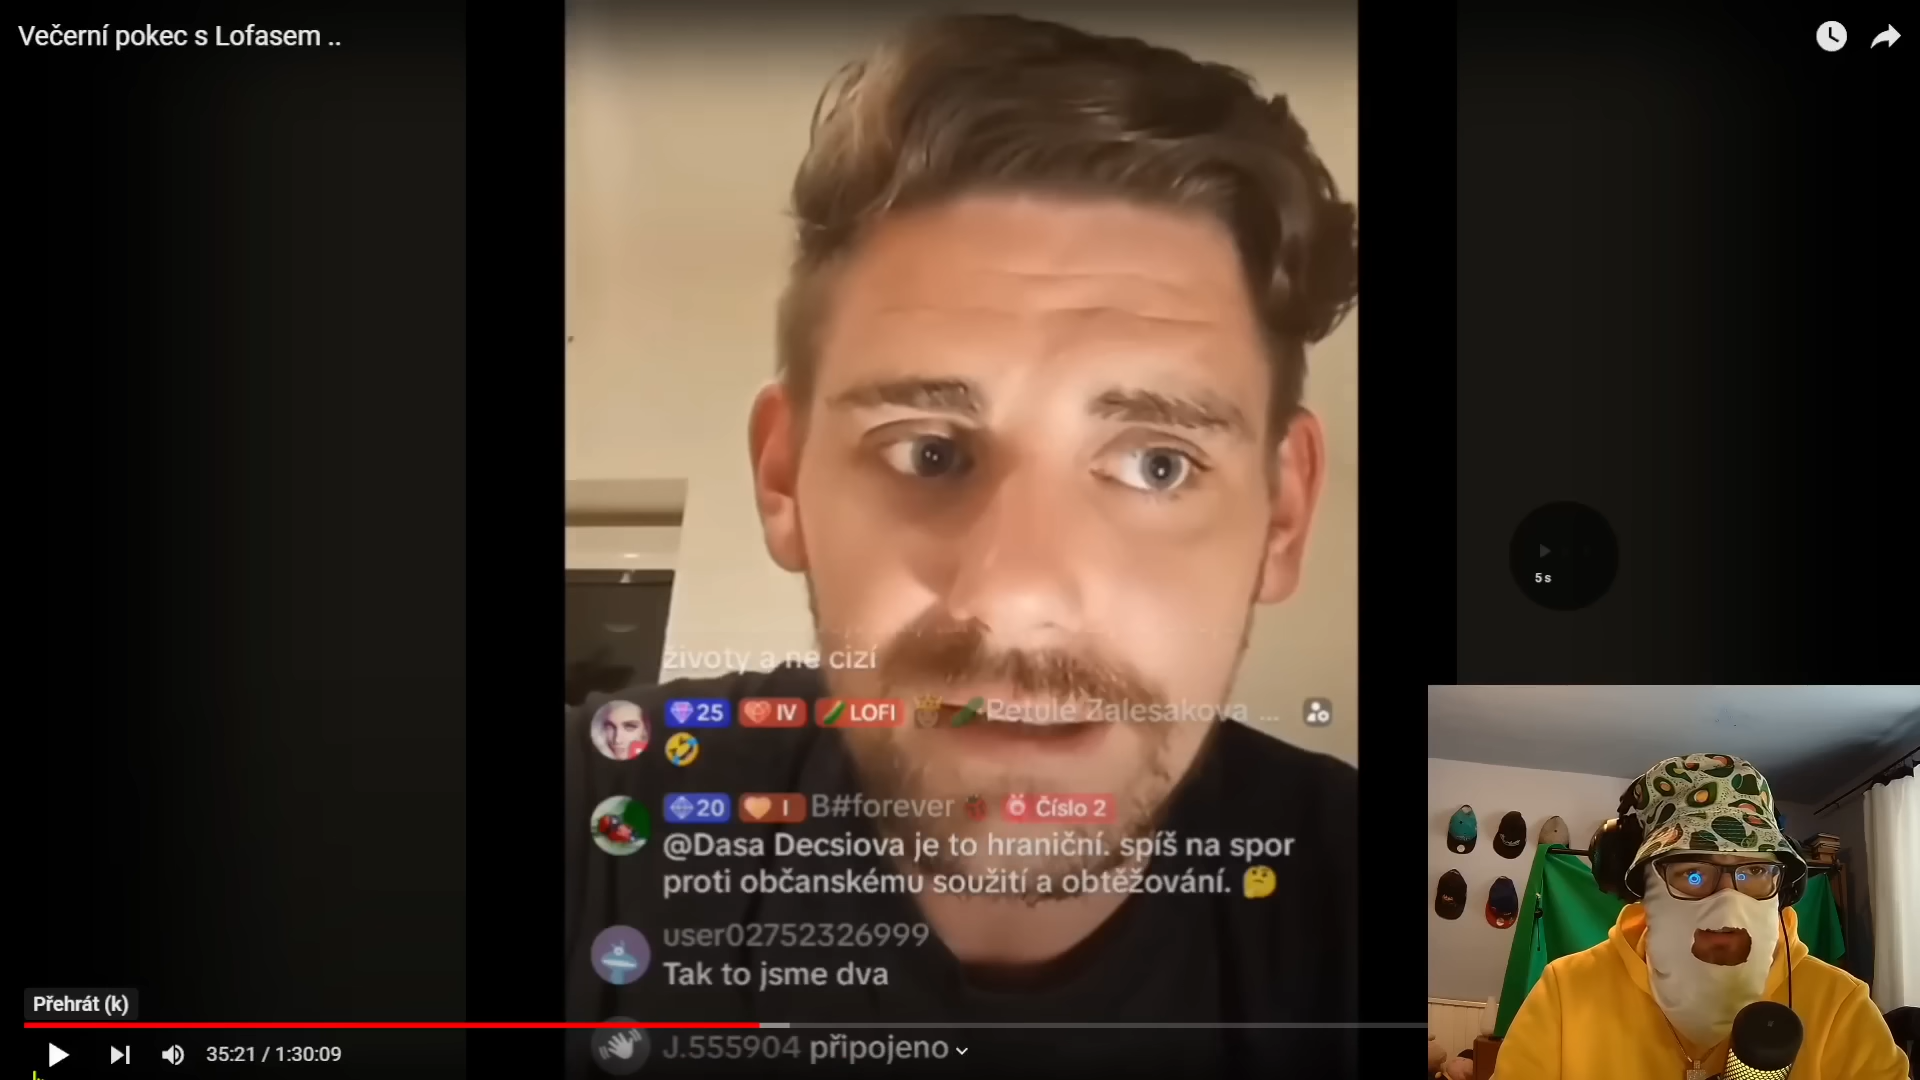 Večerní pokec s Lofasem ..
5 s
životy a ne cizí
25 IV LOFI Petule Zalesakova ...
20 I B#forever Číslo 2
@Dasa Decsiova je to hraniční. spíš na spor
proti občanskému soužití a obtěžování.
user02752326999
Tak to jsme dva
Přehrát (k)
J.555904 připojeno
35:21 / 1:30:09